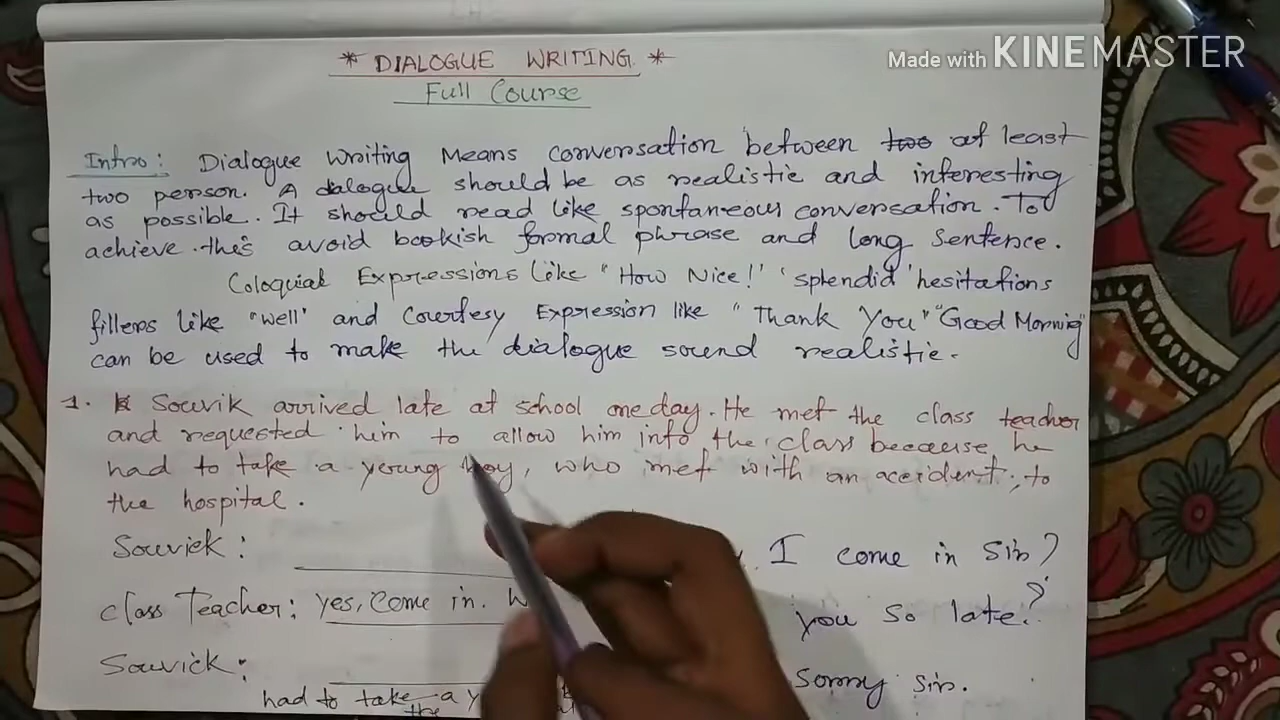 Made with KINEMASTER
* DIALOGUE WRITING *
Full Course
Intro: Dialogue Writing Means conversation between two at least
two person. A dalogue should be as realistic and interesting
as possible. It should read like spontaneous conversation. To
achieve this avoid bookish formal phrase and long sentence.
Coloquial Expressions like "How Nice!' 'splendid' hesitations
fillers like "well' and Courtesy Expression like "Thank You" "Good Morning"
can be used to make the dialogue sound realistic.
1. Souvik arrived late at school one day. He met the class teacher
and requested him to allow him into the class because he
had to take a yerung boy, who met with an accident, to
the hospital.
Souvick: I come in Sir?
Class Teacher: yes, come in. you so late?
Souvick: sorry sir.
had to take a
the